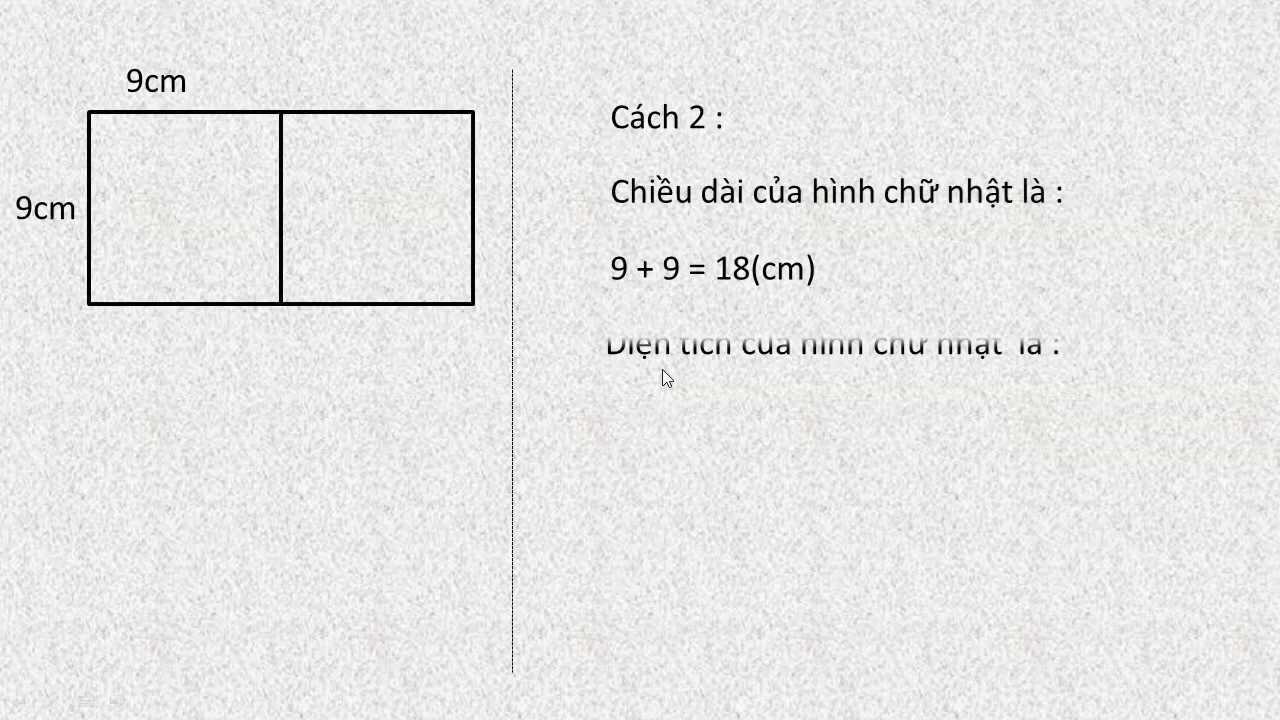 9cm
9cm
Cách 2 :
Chiều dài của hình chữ nhật là :
9 + 9 = 18(cm)
Diện tích của hình chữ nhật là :